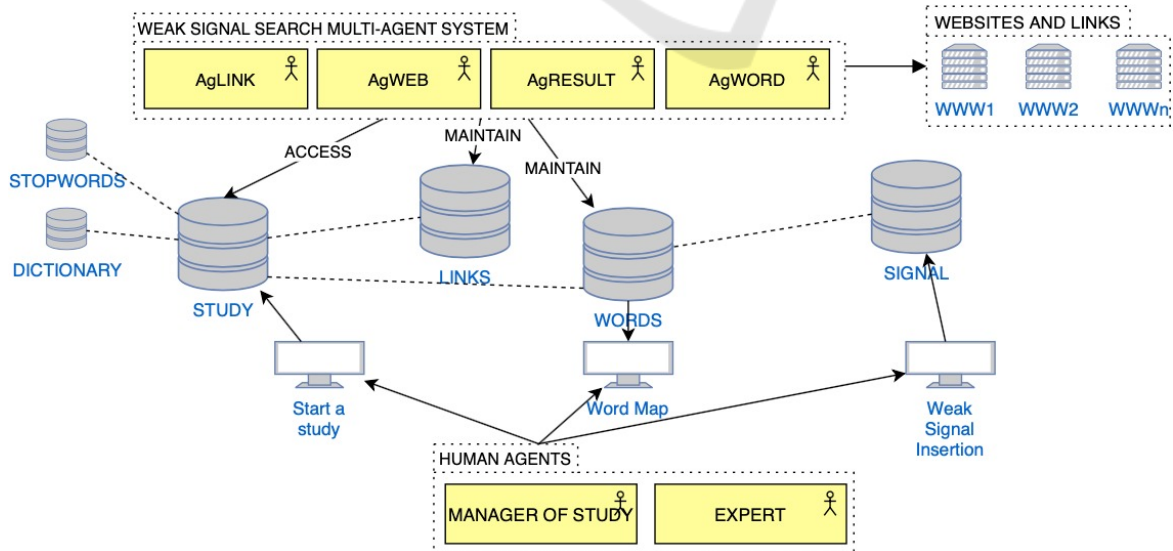 WEAK SIGNAL SEARCH MULTI-AGENT SYSTEM
WEBSITES AND LINKS
AgLINK
AgWEB
AgRESULT
AgWORD
WWW1
WWW2
WWWn
ACCESS
MAINTAIN
MAINTAIN
STOPWORDS
DICTIONARY
STUDY
LINKS
WORDS
SIGNAL
Start a
study
Word Map
Weak
Signal
Insertion
HUMAN AGENTS
MANAGER OF STUDY
EXPERT